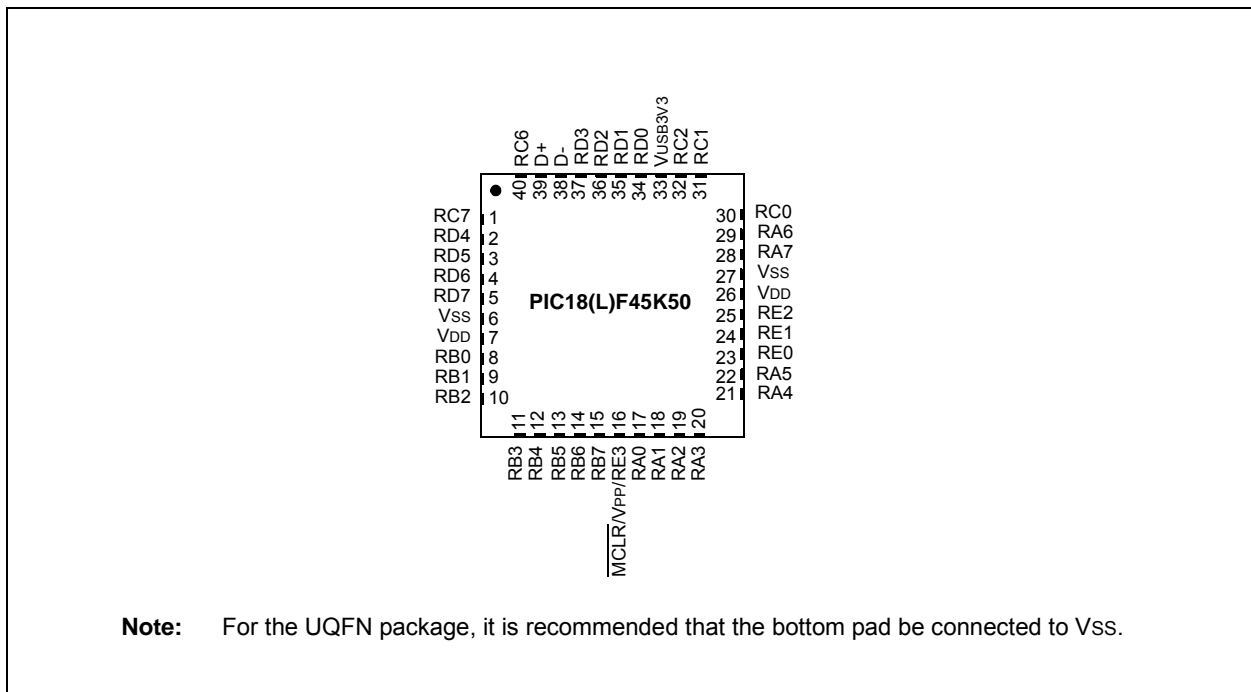 RC6
D+
D-
RD3
RD2
RD1
RD0
VUSB3V3
RC2
RC1
40
39
38
37
36
35
34
33
32
31
RC7 1
RD4 2
RD5 3
RD6 4
RD7 5
VSS 6
VDD 7
RB0 8
RB1 9
RB2 10
PIC18(L)F45K50
30 RC0
29 RA6
28 RA7
27 VSS
26 VDD
25 RE2
24 RE1
23 RE0
22 RA5
21 RA4
11
12
13
14
15
16
17
18
19
20
RB3
RB4
RB5
RB6
RB7
MCLR/VPP/RE3
RA0
RA1
RA2
RA3
Note: For the UQFN package, it is recommended that the bottom pad be connected to VSS.